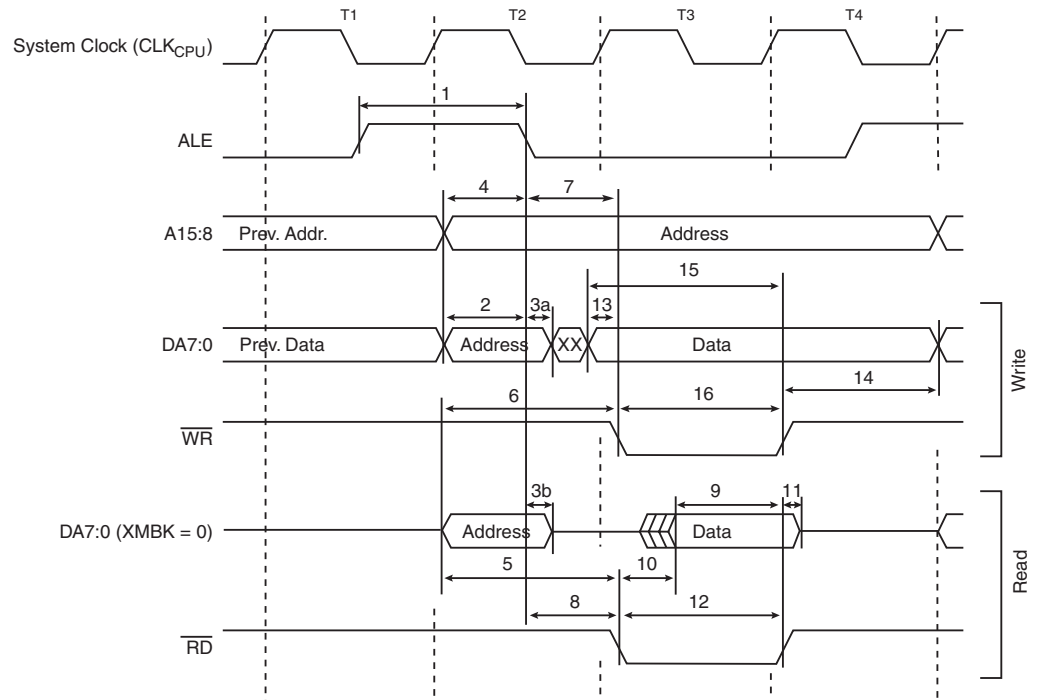 T1 T2 T3 T4
System Clock (CLKCPU)
1
ALE
4 7
A15:8 Prev. Addr. Address
15
2 3a 13
DA7:0 Prev. Data Address XX Data
14
6 16
WR
Write
3b 9 11
DA7:0 (XMBK = 0) Address Data
5 10
8 12
RD
Read